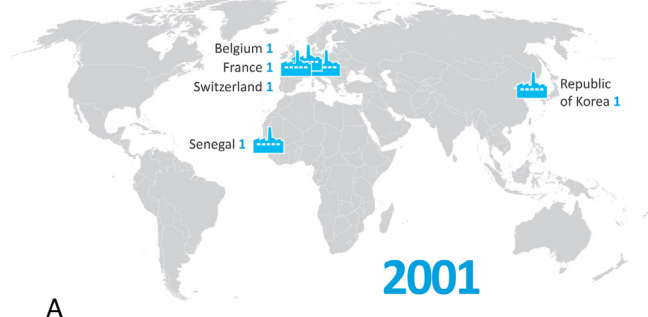 Belgium 1
France 1
Switzerland 1
Republic
of Korea 1
Senegal 1
2001
A